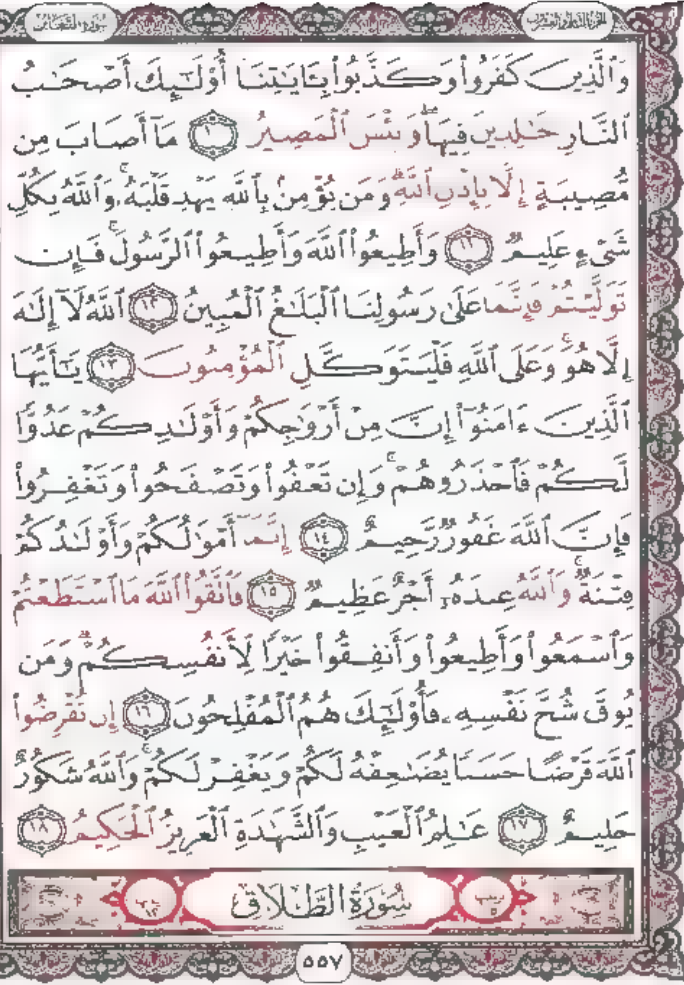 سُورَةُ التَّغَابُنِ
وَٱلَّذِينَ كَفَرُواْ وَكَذَّبُواْ بِـَٔايَـٰتِنَآ أُوْلَـٰٓئِكَ أَصْحَـٰبُ
ٱلنَّارِ خَـٰلِدِينَ فِيهَا ۖ وَبِئْسَ ٱلْمَصِيرُ ١٠ مَآ أَصَابَ مِن
مُّصِيبَةٍ إِلَّا بِإِذْنِ ٱللَّهِ ۗ وَمَن يُؤْمِنۢ بِٱللَّهِ يَهْدِ قَلْبَهُۥ ۚ وَٱللَّهُ بِكُلِّ
شَىْءٍ عَلِيمٌ ١١ وَأَطِيعُواْ ٱللَّهَ وَأَطِيعُواْ ٱلرَّسُولَ ۚ فَإِن
تَوَلَّيْتُمْ فَإِنَّمَا عَلَىٰ رَسُولِنَا ٱلْبَلَـٰغُ ٱلْمُبِينُ ١٢ ٱللَّهُ لَآ إِلَـٰهَ
إِلَّا هُوَ ۚ وَعَلَى ٱللَّهِ فَلْيَتَوَكَّلِ ٱلْمُؤْمِنُونَ ١٣ يَـٰٓأَيُّهَا
ٱلَّذِينَ ءَامَنُوٓاْ إِنَّ مِنْ أَزْوَٰجِكُمْ وَأَوْلَـٰدِكُمْ عَدُوًّا
لَّكُمْ فَٱحْذَرُوهُمْ ۚ وَإِن تَعْفُواْ وَتَصْفَحُواْ وَتَغْفِرُواْ
فَإِنَّ ٱللَّهَ غَفُورٌ رَّحِيمٌ ١٤ إِنَّمَآ أَمْوَٰلُكُمْ وَأَوْلَـٰدُكُمْ
فِتْنَةٌ ۚ وَٱللَّهُ عِندَهُۥٓ أَجْرٌ عَظِيمٌ ١٥ فَٱتَّقُواْ ٱللَّهَ مَا ٱسْتَطَعْتُمْ
وَٱسْمَعُواْ وَأَطِيعُواْ وَأَنفِقُواْ خَيْرًا لِّأَنفُسِكُمْ ۗ وَمَن
يُوقَ شُحَّ نَفْسِهِۦ فَأُوْلَـٰٓئِكَ هُمُ ٱلْمُفْلِحُونَ ١٦ إِن تُقْرِضُواْ
ٱللَّهَ قَرْضًا حَسَنًا يُضَـٰعِفْهُ لَكُمْ وَيَغْفِرْ لَكُمْ ۚ وَٱللَّهُ شَكُورٌ
حَلِيمٌ ١٧ عَـٰلِمُ ٱلْغَيْبِ وَٱلشَّهَـٰدَةِ ٱلْعَزِيزُ ٱلْحَكِيمُ ١٨
سُورَةُ الطَّلَاقِ
٥٥٧